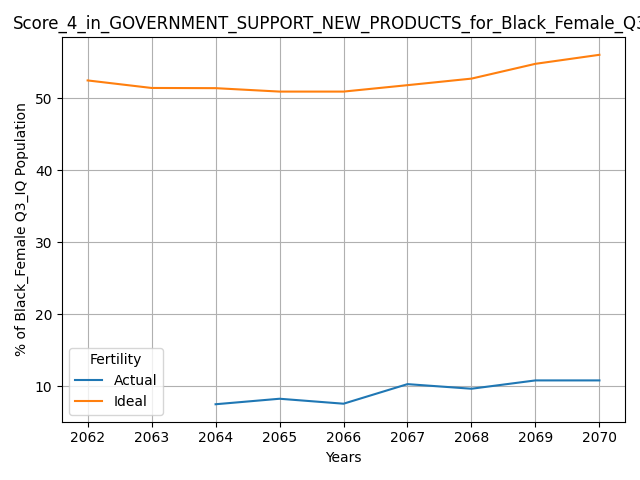 Score_4_in_GOVERNMENT_SUPPORT_NEW_PRODUCTS_for_Black_Female_Q3
% of Black_Female Q3_IQ Population
50
40
30
20
10
Fertility
Actual
Ideal
2062 2063 2064 2065 2066 2067 2068 2069 2070
Years